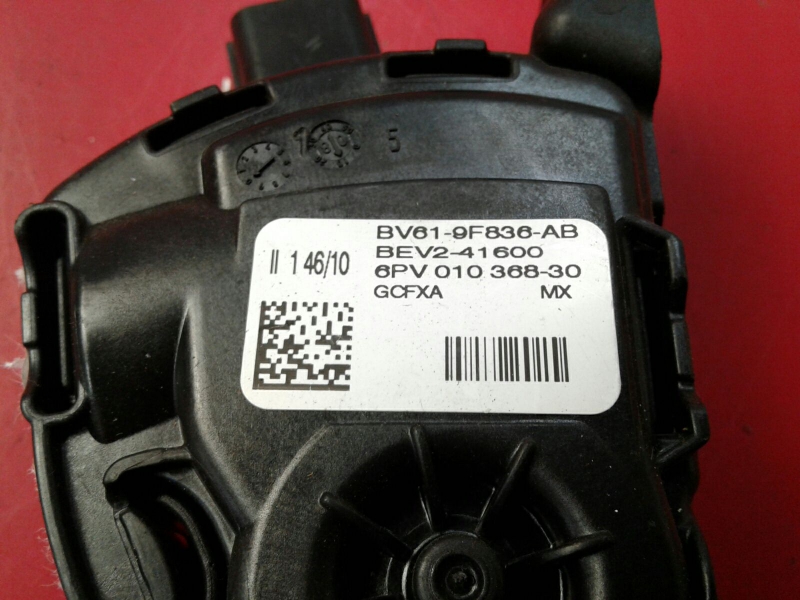 5
BV61-9F836-AB
BEV2-41600
II 1 46/10
6PV 010 368-30
GCFXA MX